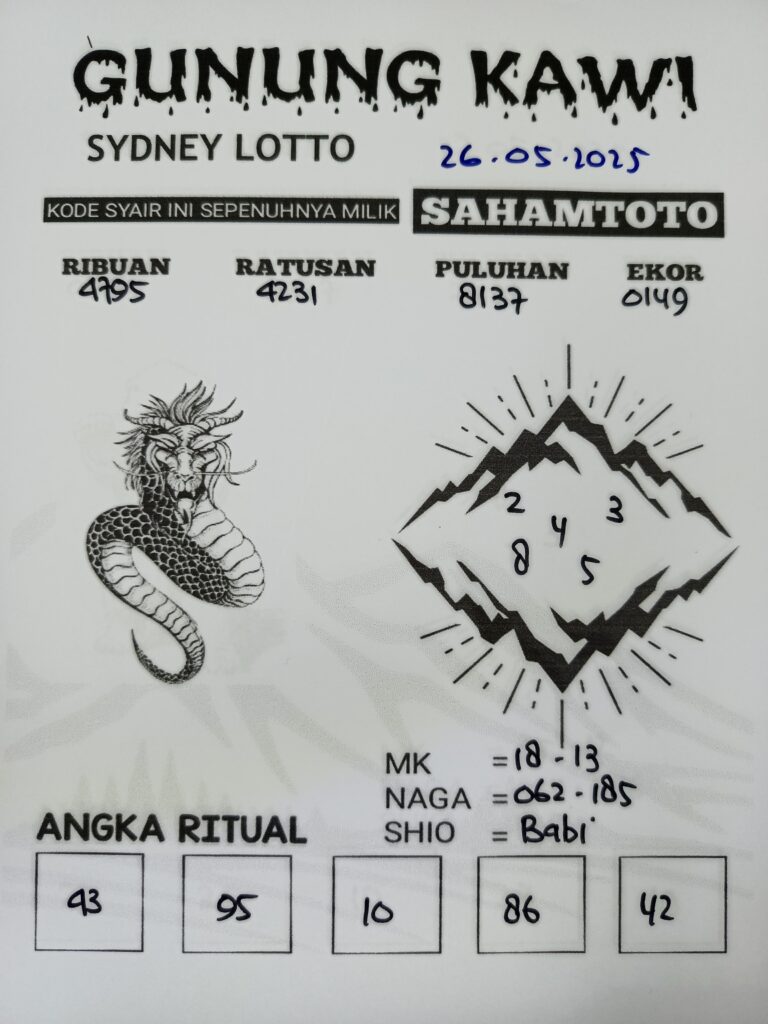 GUNUNG KAWI
SYDNEY LOTTO 26.05.2025
KODE SYAIR INI SEPENUHNYA MILIK SAHAMTOTO
RIBUAN RATUSAN PULUHAN EKOR
4795 4231 8137 0149
2 3
4
8 5
MK = 18 - 13
NAGA = 062 - 185
SHIO = Babi
ANGKA RITUAL
43 95 10 86 42